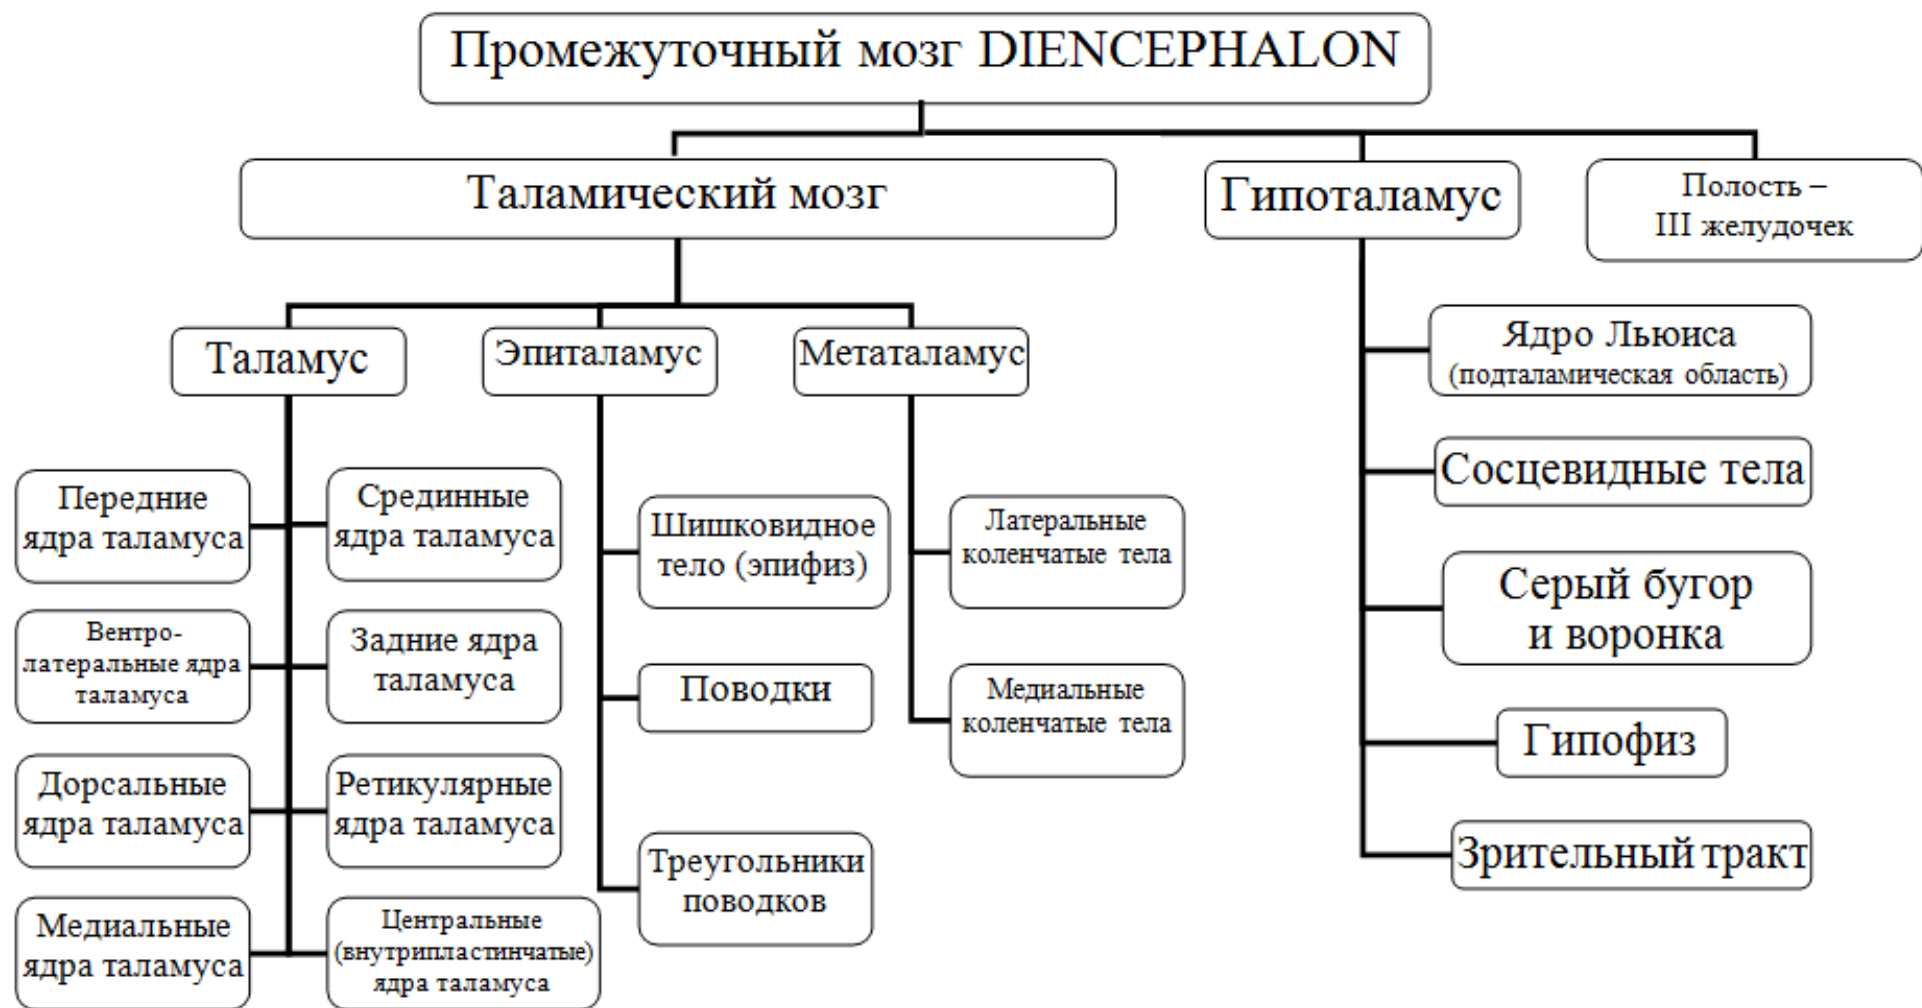 Промежуточный мозг DIENCEPHALON
Таламический мозг
Гипоталамус
Полость –
III желудочек
Таламус
Эпиталамус
Метаталамус
Передние
ядра таламуса
Срединные
ядра таламуса
Вентро-
латеральные ядра
таламуса
Задние ядра
таламуса
Дорсальные
ядра таламуса
Ретикулярные
ядра таламуса
Медиальные
ядра таламуса
Центральные
(внутрипластинчатые)
ядра таламуса
Шишковидное
тело (эпифиз)
Поводки
Треугольники
поводков
Латеральные
коленчатые тела
Медиальные
коленчатые тела
Ядро Льюиса
(подталамическая область)
Сосцевидные тела
Серый бугор
и воронка
Гипофиз
Зрительный тракт